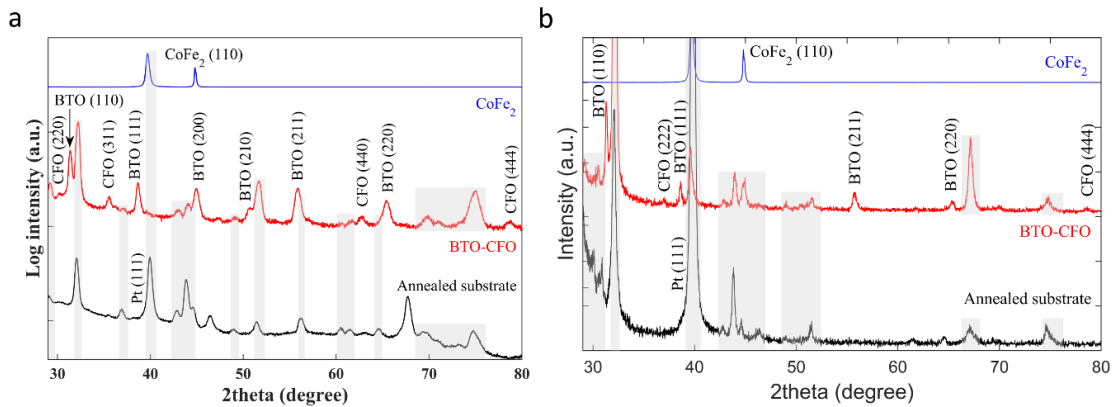 a
CoFe2 (110)
CoFe2
BTO (110)
CFO (220)
CFO (311)
BTO (111)
BTO (200)
BTO (210)
BTO (211)
CFO (440)
BTO (220)
CFO (444)
BTO-CFO
Pt (111)
Annealed substrate
Log intensity (a.u.)
30 40 50 60 70 80
2theta (degree)
b
CoFe2 (110)
CoFe2
BTO (110)
CFO (222)
BTO (111)
BTO (211)
BTO (220)
CFO (444)
BTO-CFO
Pt (111)
Annealed substrate
Intensity (a.u.)
30 40 50 60 70 80
2theta (degree)